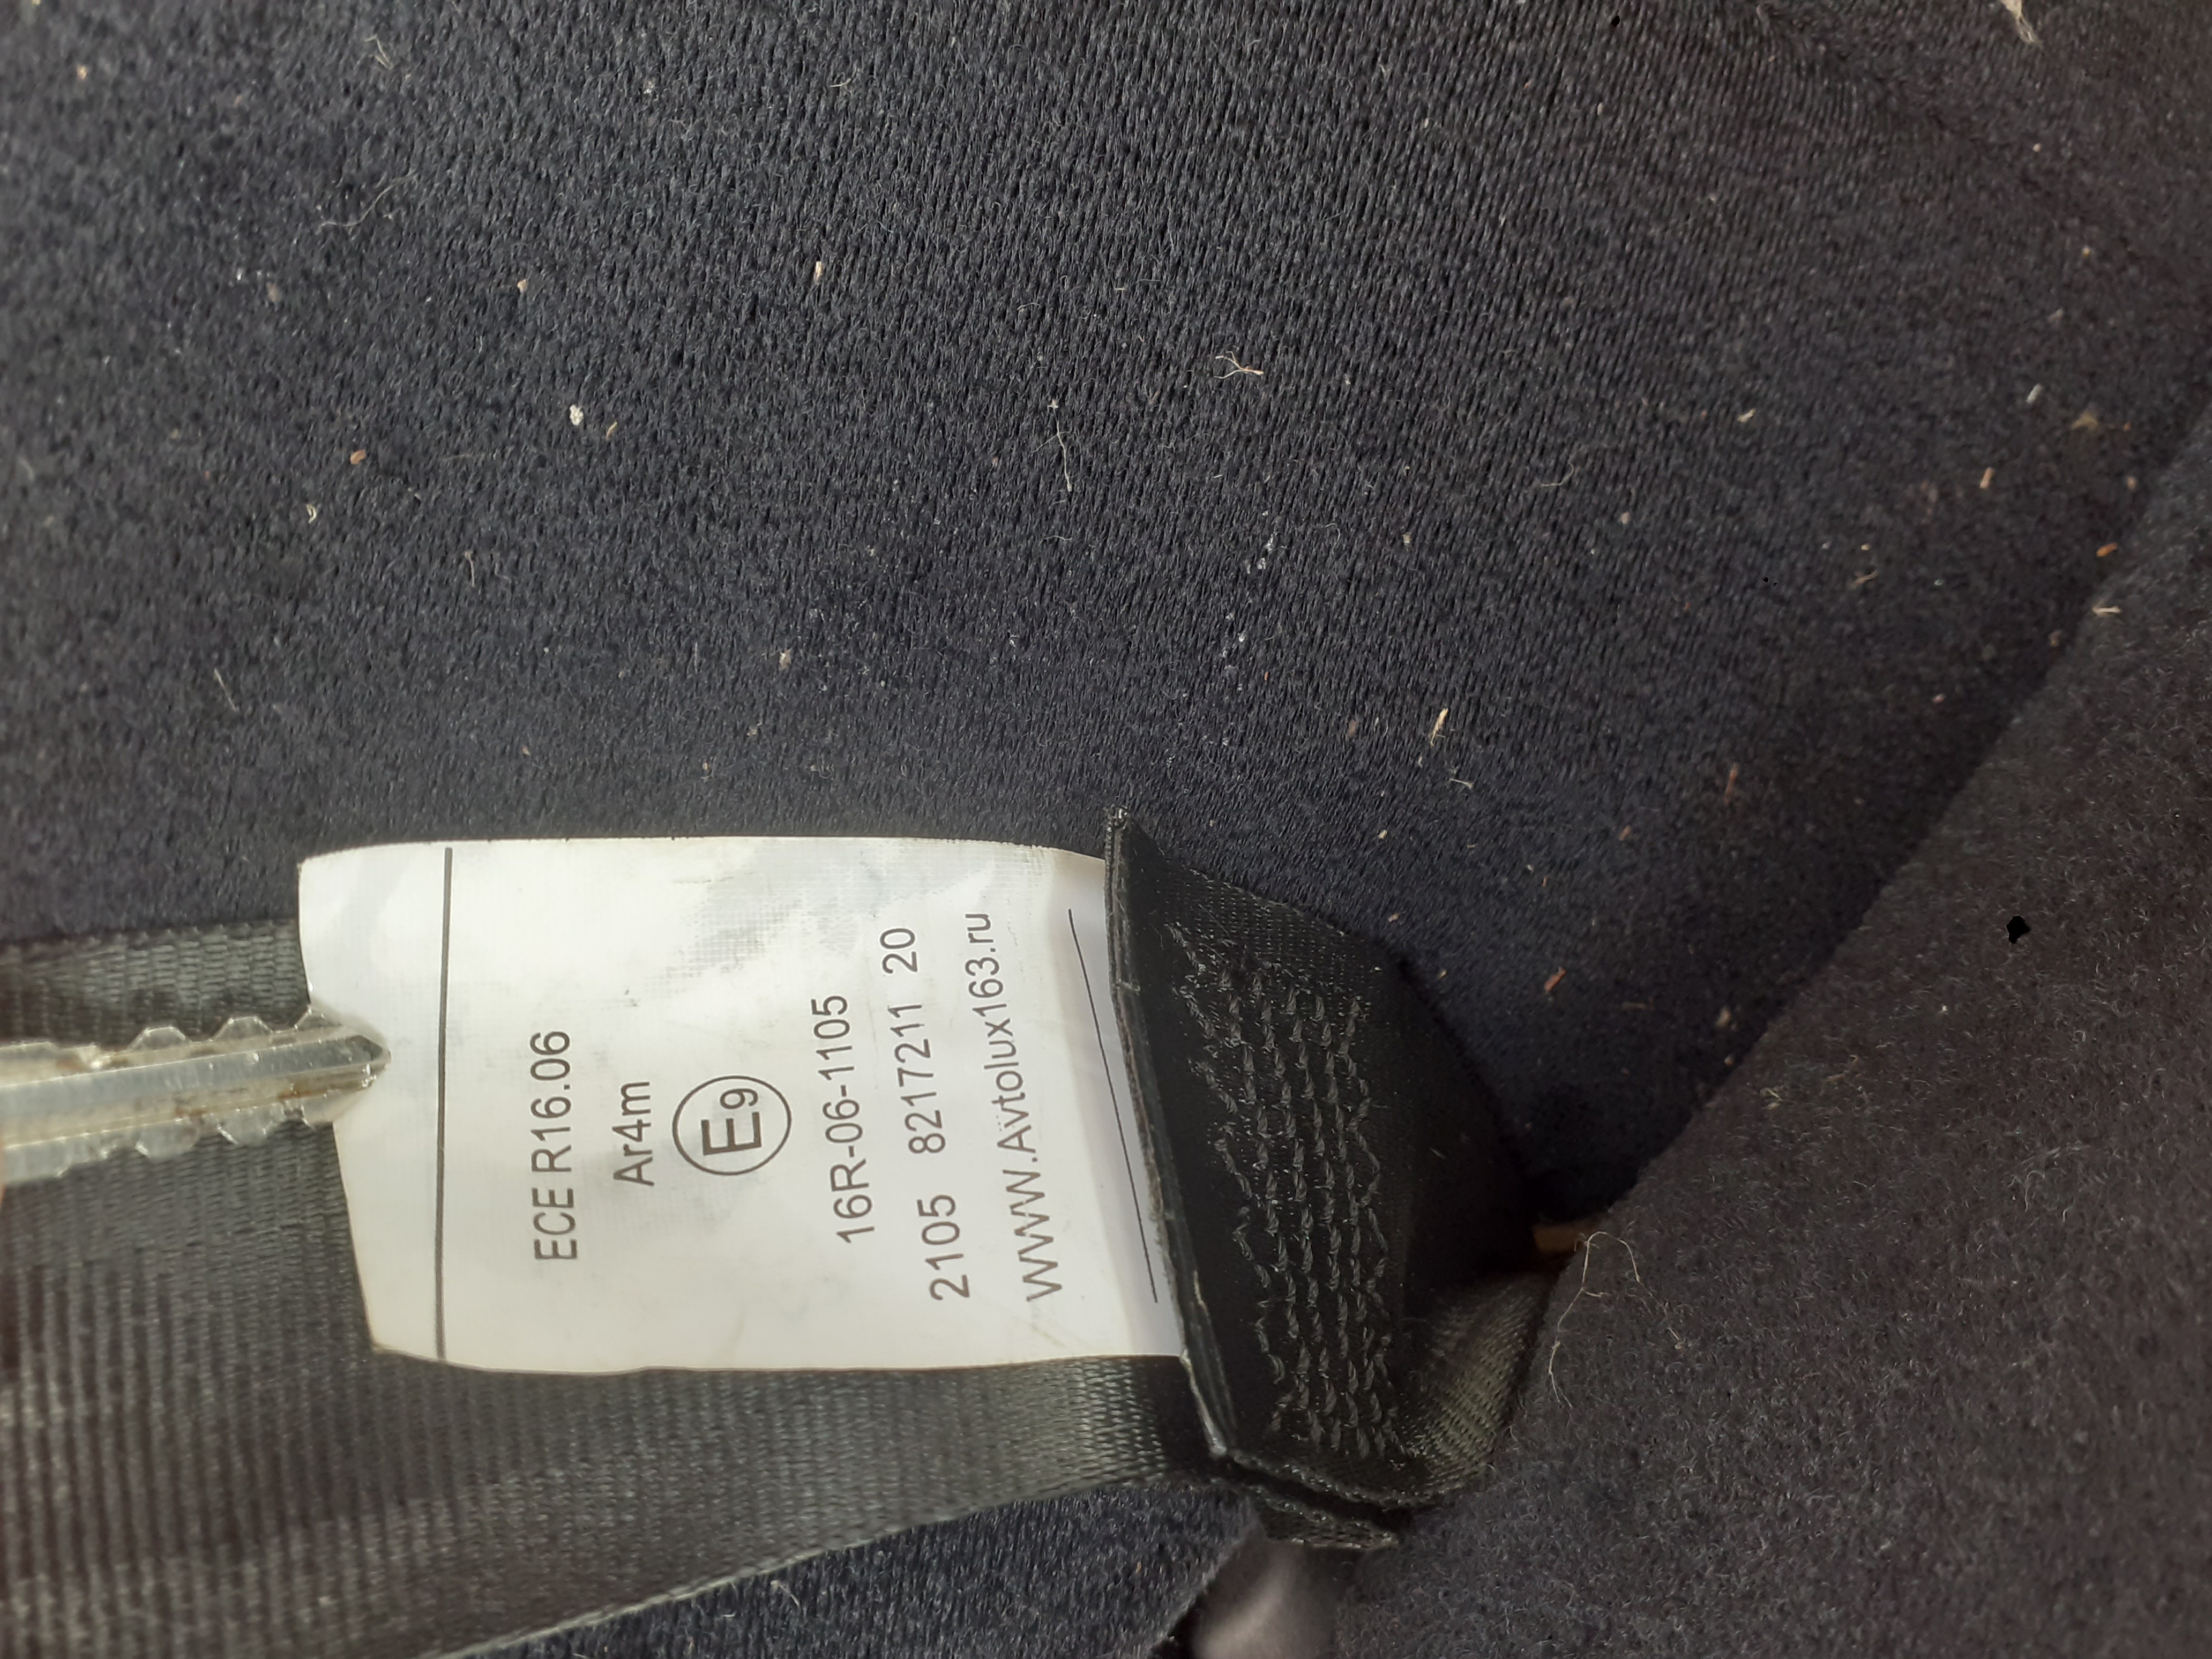 ECE R16.06
Ar4m
E9
16R-06-1105
2105 8217211 20
www.Avtolux163.ru